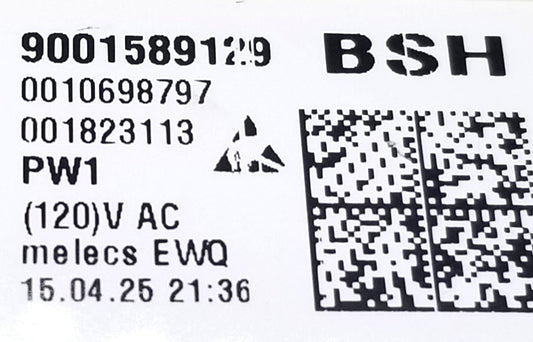 9001589129
BSH
0010698797
001823113
PW1
(120)V AC
melecs EWQ
15.04.25 21:36